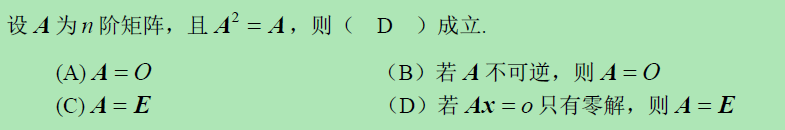 设 A 为 n 阶矩阵，且 A² = A，则（ D ）成立.
(A) A = O （B）若 A 不可逆，则 A = O
(C) A = E （D）若 Ax = o 只有零解，则 A = E